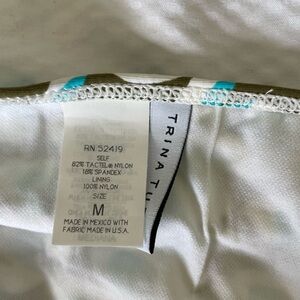 RN 52419
SELF
82% TACTEL® NYLON
18% SPANDEX
LINING
100% NYLON
SIZE
M
MADE IN MEXICO WITH
FABRIC MADE IN U.S.A.
TRINA TU